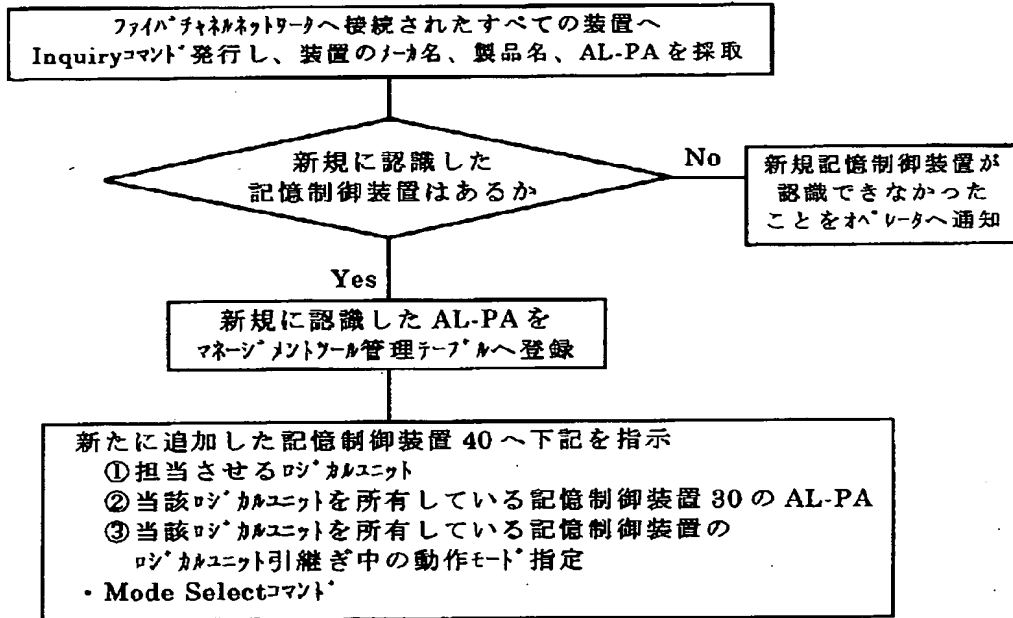 ﾌｧｲﾊﾞﾁｬﾈﾙﾈｯﾄﾜｰﾀへ接続されたすべての装置へ
Inquiryｺﾏﾝﾄﾞ発行し、装置のﾒｰｶ名、製品名、AL-PAを採取
新規に認識した
記憶制御装置はあるか
No
新規記憶制御装置が
認識できなかった
ことをｵﾍﾟﾚｰﾀへ通知
Yes
新規に認識したAL-PAを
ﾏﾈｰｼﾞﾒﾝﾄﾂｰﾙ管理ﾃｰﾌﾞﾙへ登録
新たに追加した記憶制御装置40へ下記を指示
①担当させるﾛｼﾞｶﾙﾕﾆｯﾄ
②当該ﾛｼﾞｶﾙﾕﾆｯﾄを所有している記憶制御装置30のAL-PA
③当該ﾛｼﾞｶﾙﾕﾆｯﾄを所有している記憶制御装置の
ﾛｼﾞｶﾙﾕﾆｯﾄ引継ぎ中の動作ﾓｰﾄﾞ指定
・Mode Selectｺﾏﾝﾄﾞ